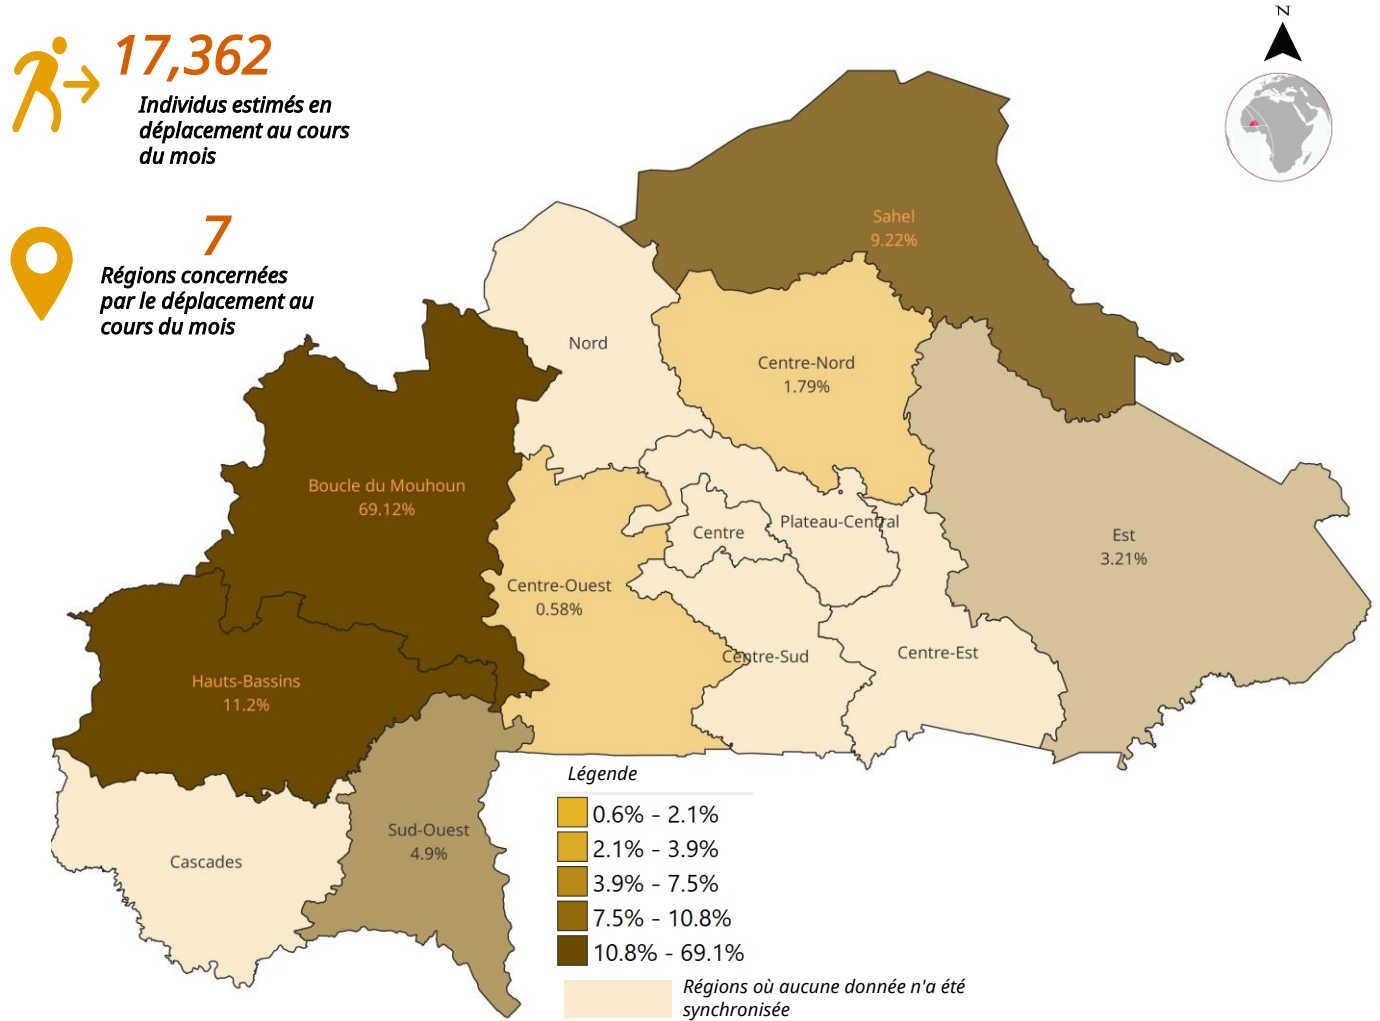 17,362
Individus estimés en
déplacement au cours
du mois
7
Régions concernées
par le déplacement au
cours du mois
N
Sahel
9.22%
Nord
Centre-Nord
1.79%
Boucle du Mouhoun
69.12%
Plateau-Central
Centre
Est
3.21%
Centre-Ouest
0.58%
Centre-Sud
Centre-Est
Hauts-Bassins
11.2%
Sud-Ouest
4.9%
Cascades
Légende
0.6% - 2.1%
2.1% - 3.9%
3.9% - 7.5%
7.5% - 10.8%
10.8% - 69.1%
Régions où aucune donnée n'a été
synchronisée